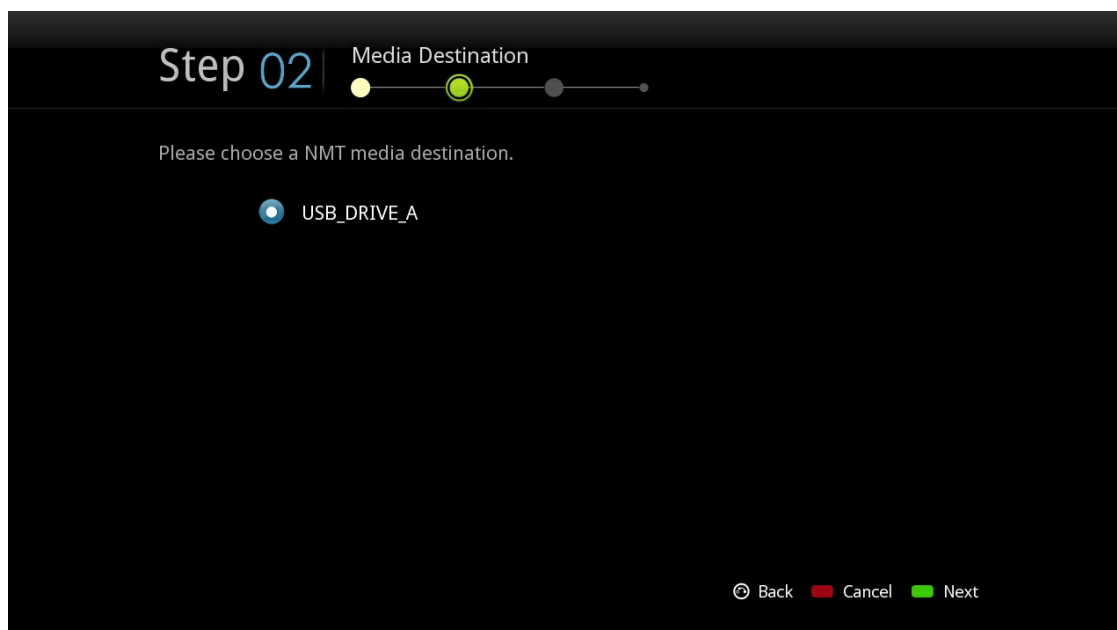 Step 02
Media Destination
Please choose a NMT media destination.
USB_DRIVE_A
Back Cancel Next